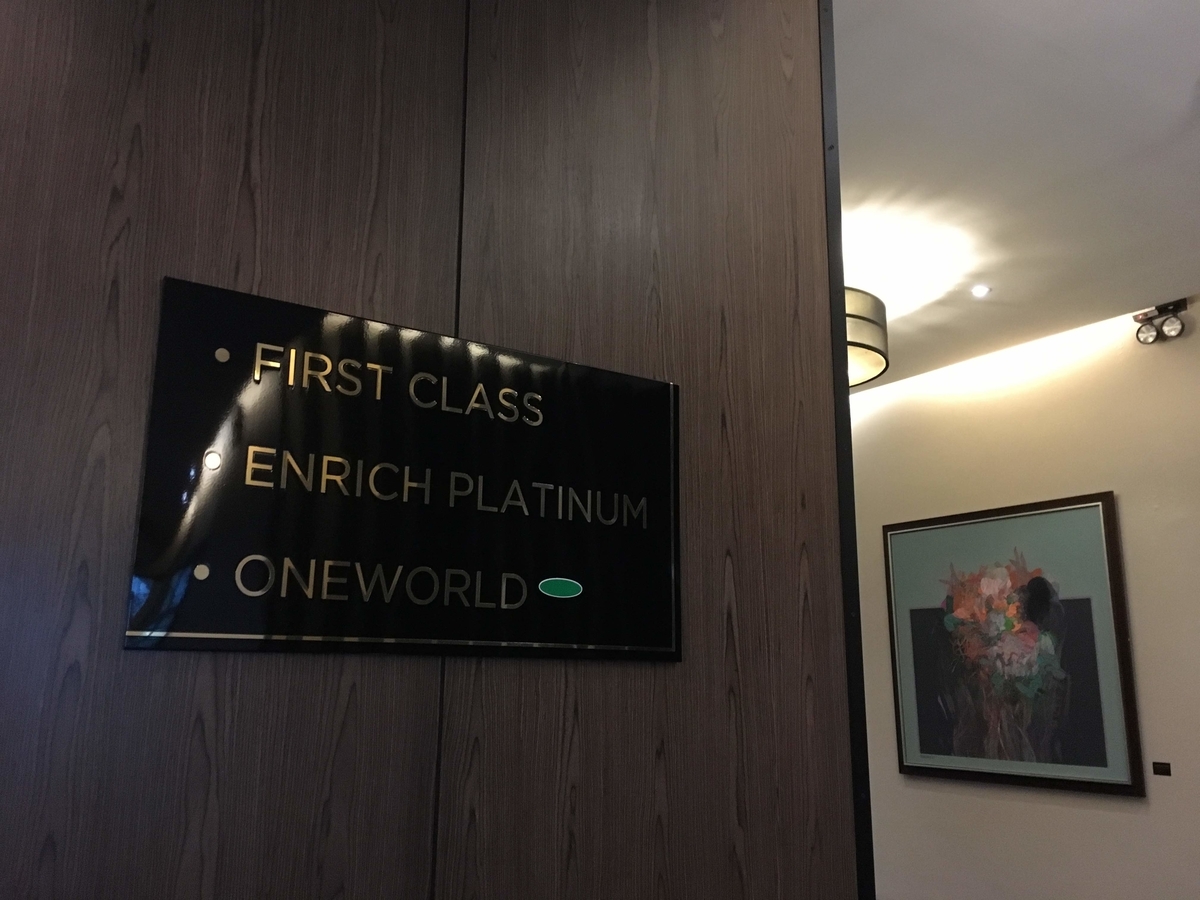 • FIRST CLASS
• ENRICH PLATINUM
• ONEWORLD